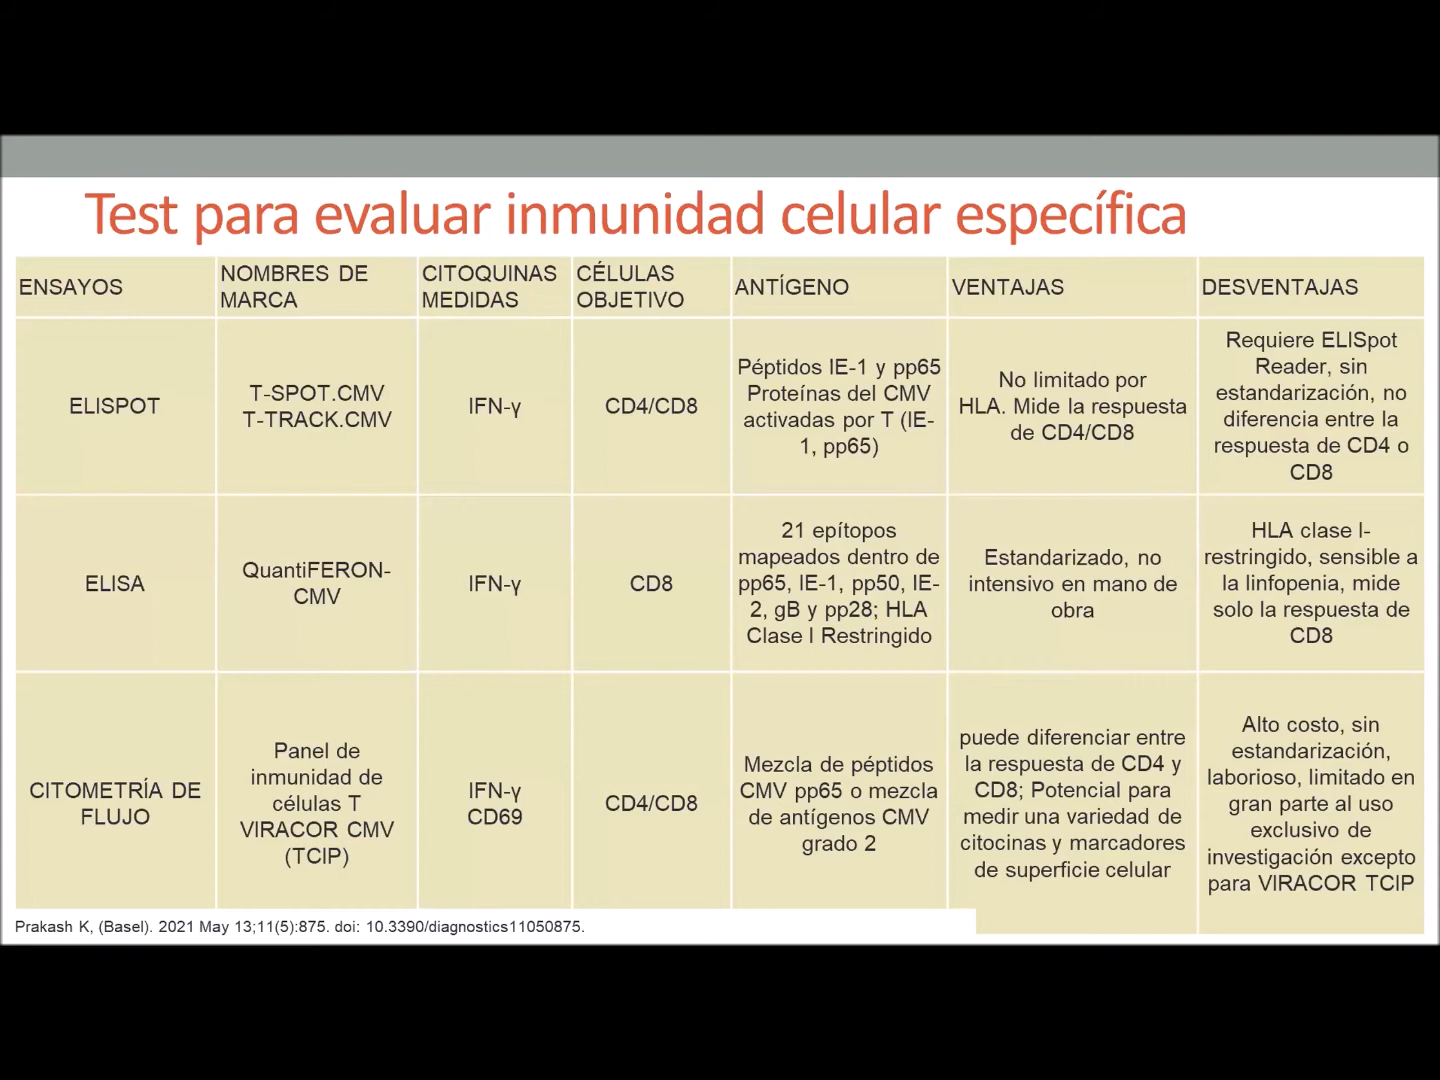 Test para evaluar inmunidad celular específica
ENSAYOS
NOMBRES DE
MARCA
CITOQUINAS
MEDIDAS
CÉLULAS
OBJETIVO
ANTÍGENO
VENTAJAS
DESVENTAJAS
ELISPOT
T-SPOT.CMV
T-TRACK.CMV
IFN-γ
CD4/CD8
Péptidos IE-1 y pp65
Proteínas del CMV
activadas por T (IE-
1, pp65)
No limitado por
HLA. Mide la respuesta
de CD4/CD8
Requiere ELISpot
Reader, sin
estandarización, no
diferencia entre la
respuesta de CD4 o
CD8
ELISA
QuantiFERON-
CMV
IFN-γ
CD8
21 epítopos
mapeados dentro de
pp65, IE-1, pp50, IE-
2, gB y pp28; HLA
Clase I Restringido
Estandarizado, no
intensivo en mano de
obra
HLA clase I-
restringido, sensible a
la linfopenia, mide
solo la respuesta de
CD8
CITOMETRÍA DE
FLUJO
Panel de
inmunidad de
células T
VIRACOR CMV
(TCIP)
IFN-γ
CD69
CD4/CD8
Mezcla de péptidos
CMV pp65 o mezcla
de antígenos CMV
grado 2
puede diferenciar entre
la respuesta de CD4 y
CD8; Potencial para
medir una variedad de
citocinas y marcadores
de superficie celular
Alto costo, sin
estandarización,
laborioso, limitado en
gran parte al uso
exclusivo de
investigación excepto
para VIRACOR TCIP
Prakash K, (Basel). 2021 May 13;11(5):875. doi: 10.3390/diagnostics11050875.